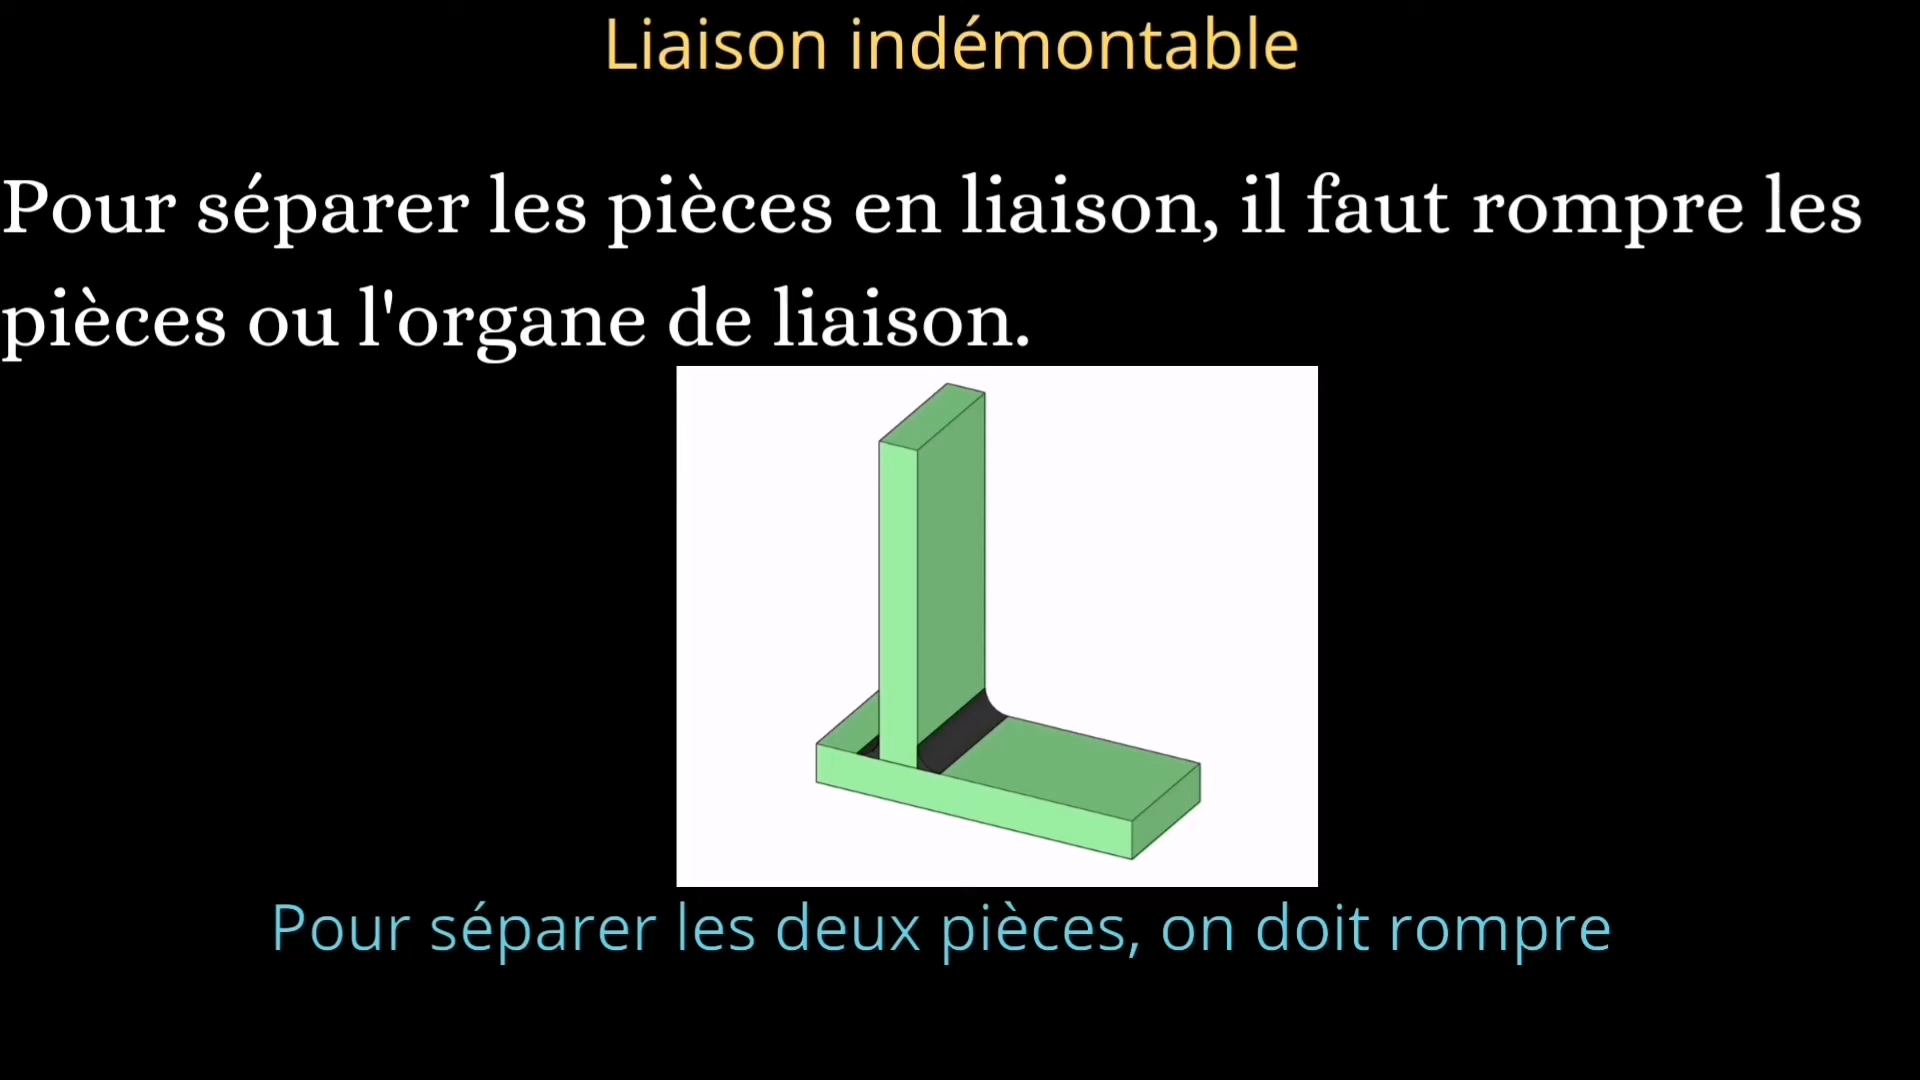 Liaison indémontable
Pour séparer les pièces en liaison, il faut rompre les
pièces ou l'organe de liaison.
Pour séparer les deux pièces, on doit rompre